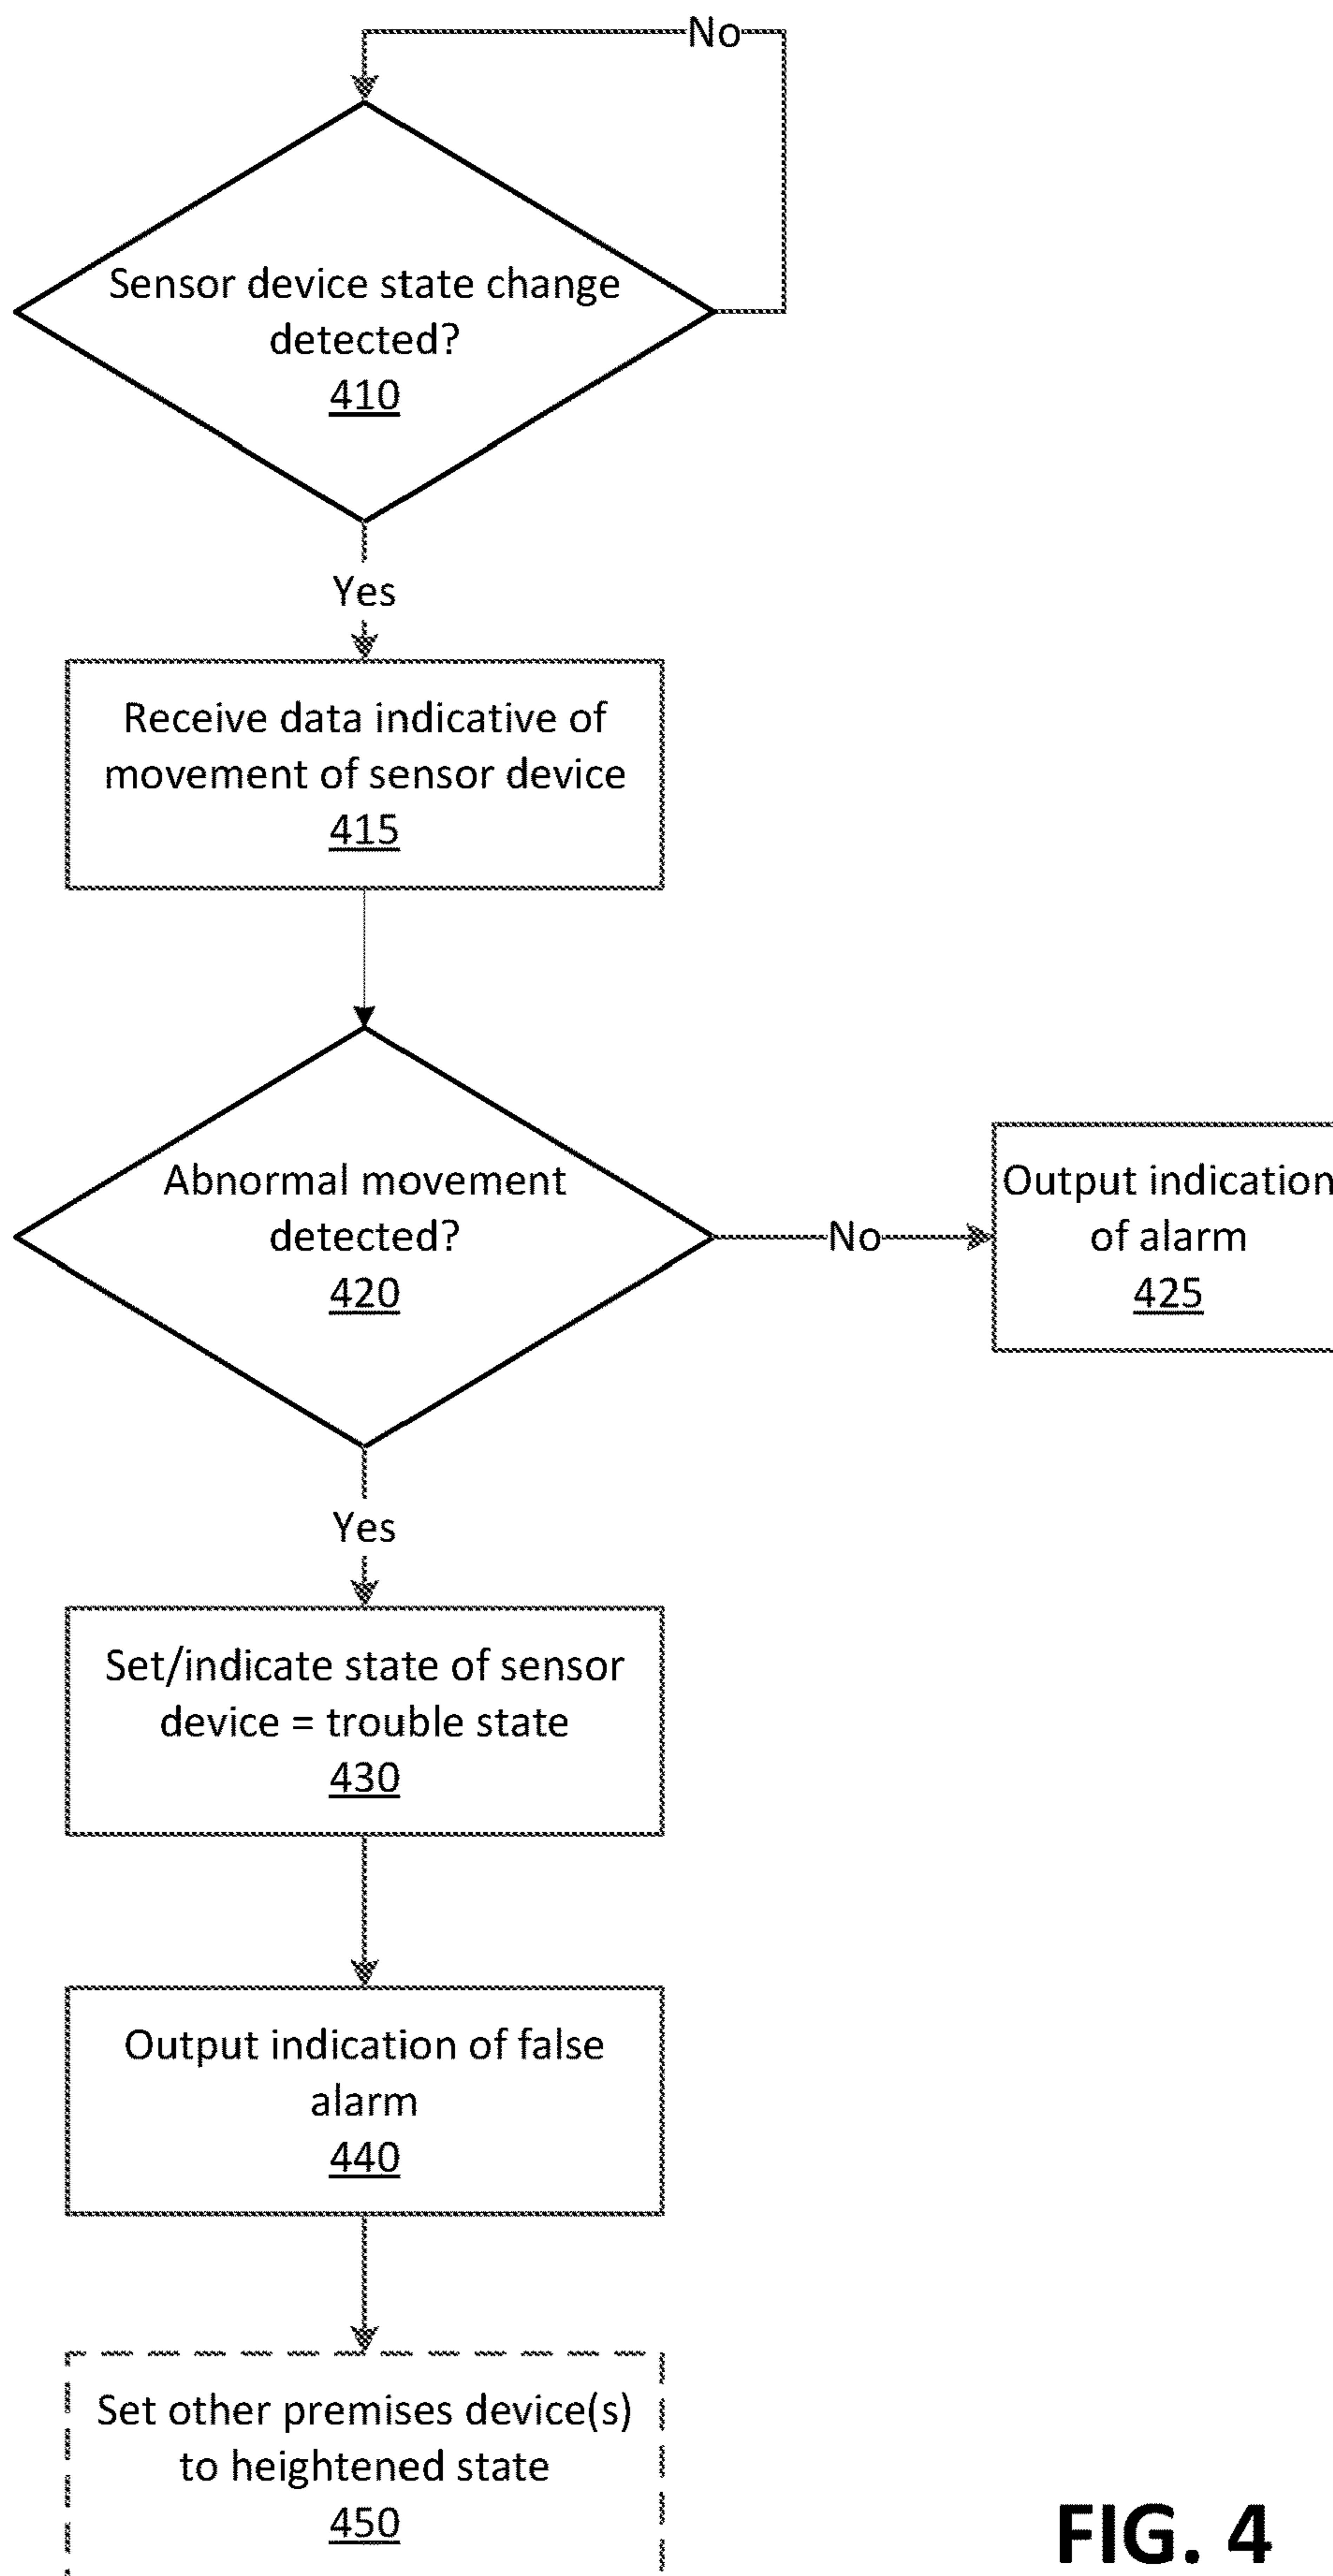 No
Sensor device state change
detected?
410
Yes
Receive data indicative of
movement of sensor device
415
Abnormal movement
detected?
420
No
Output indication
of alarm
425
Yes
Set/indicate state of sensor
device = trouble state
430
Output indication of false
alarm
440
Set other premises device(s)
to heightened state
450
FIG. 4